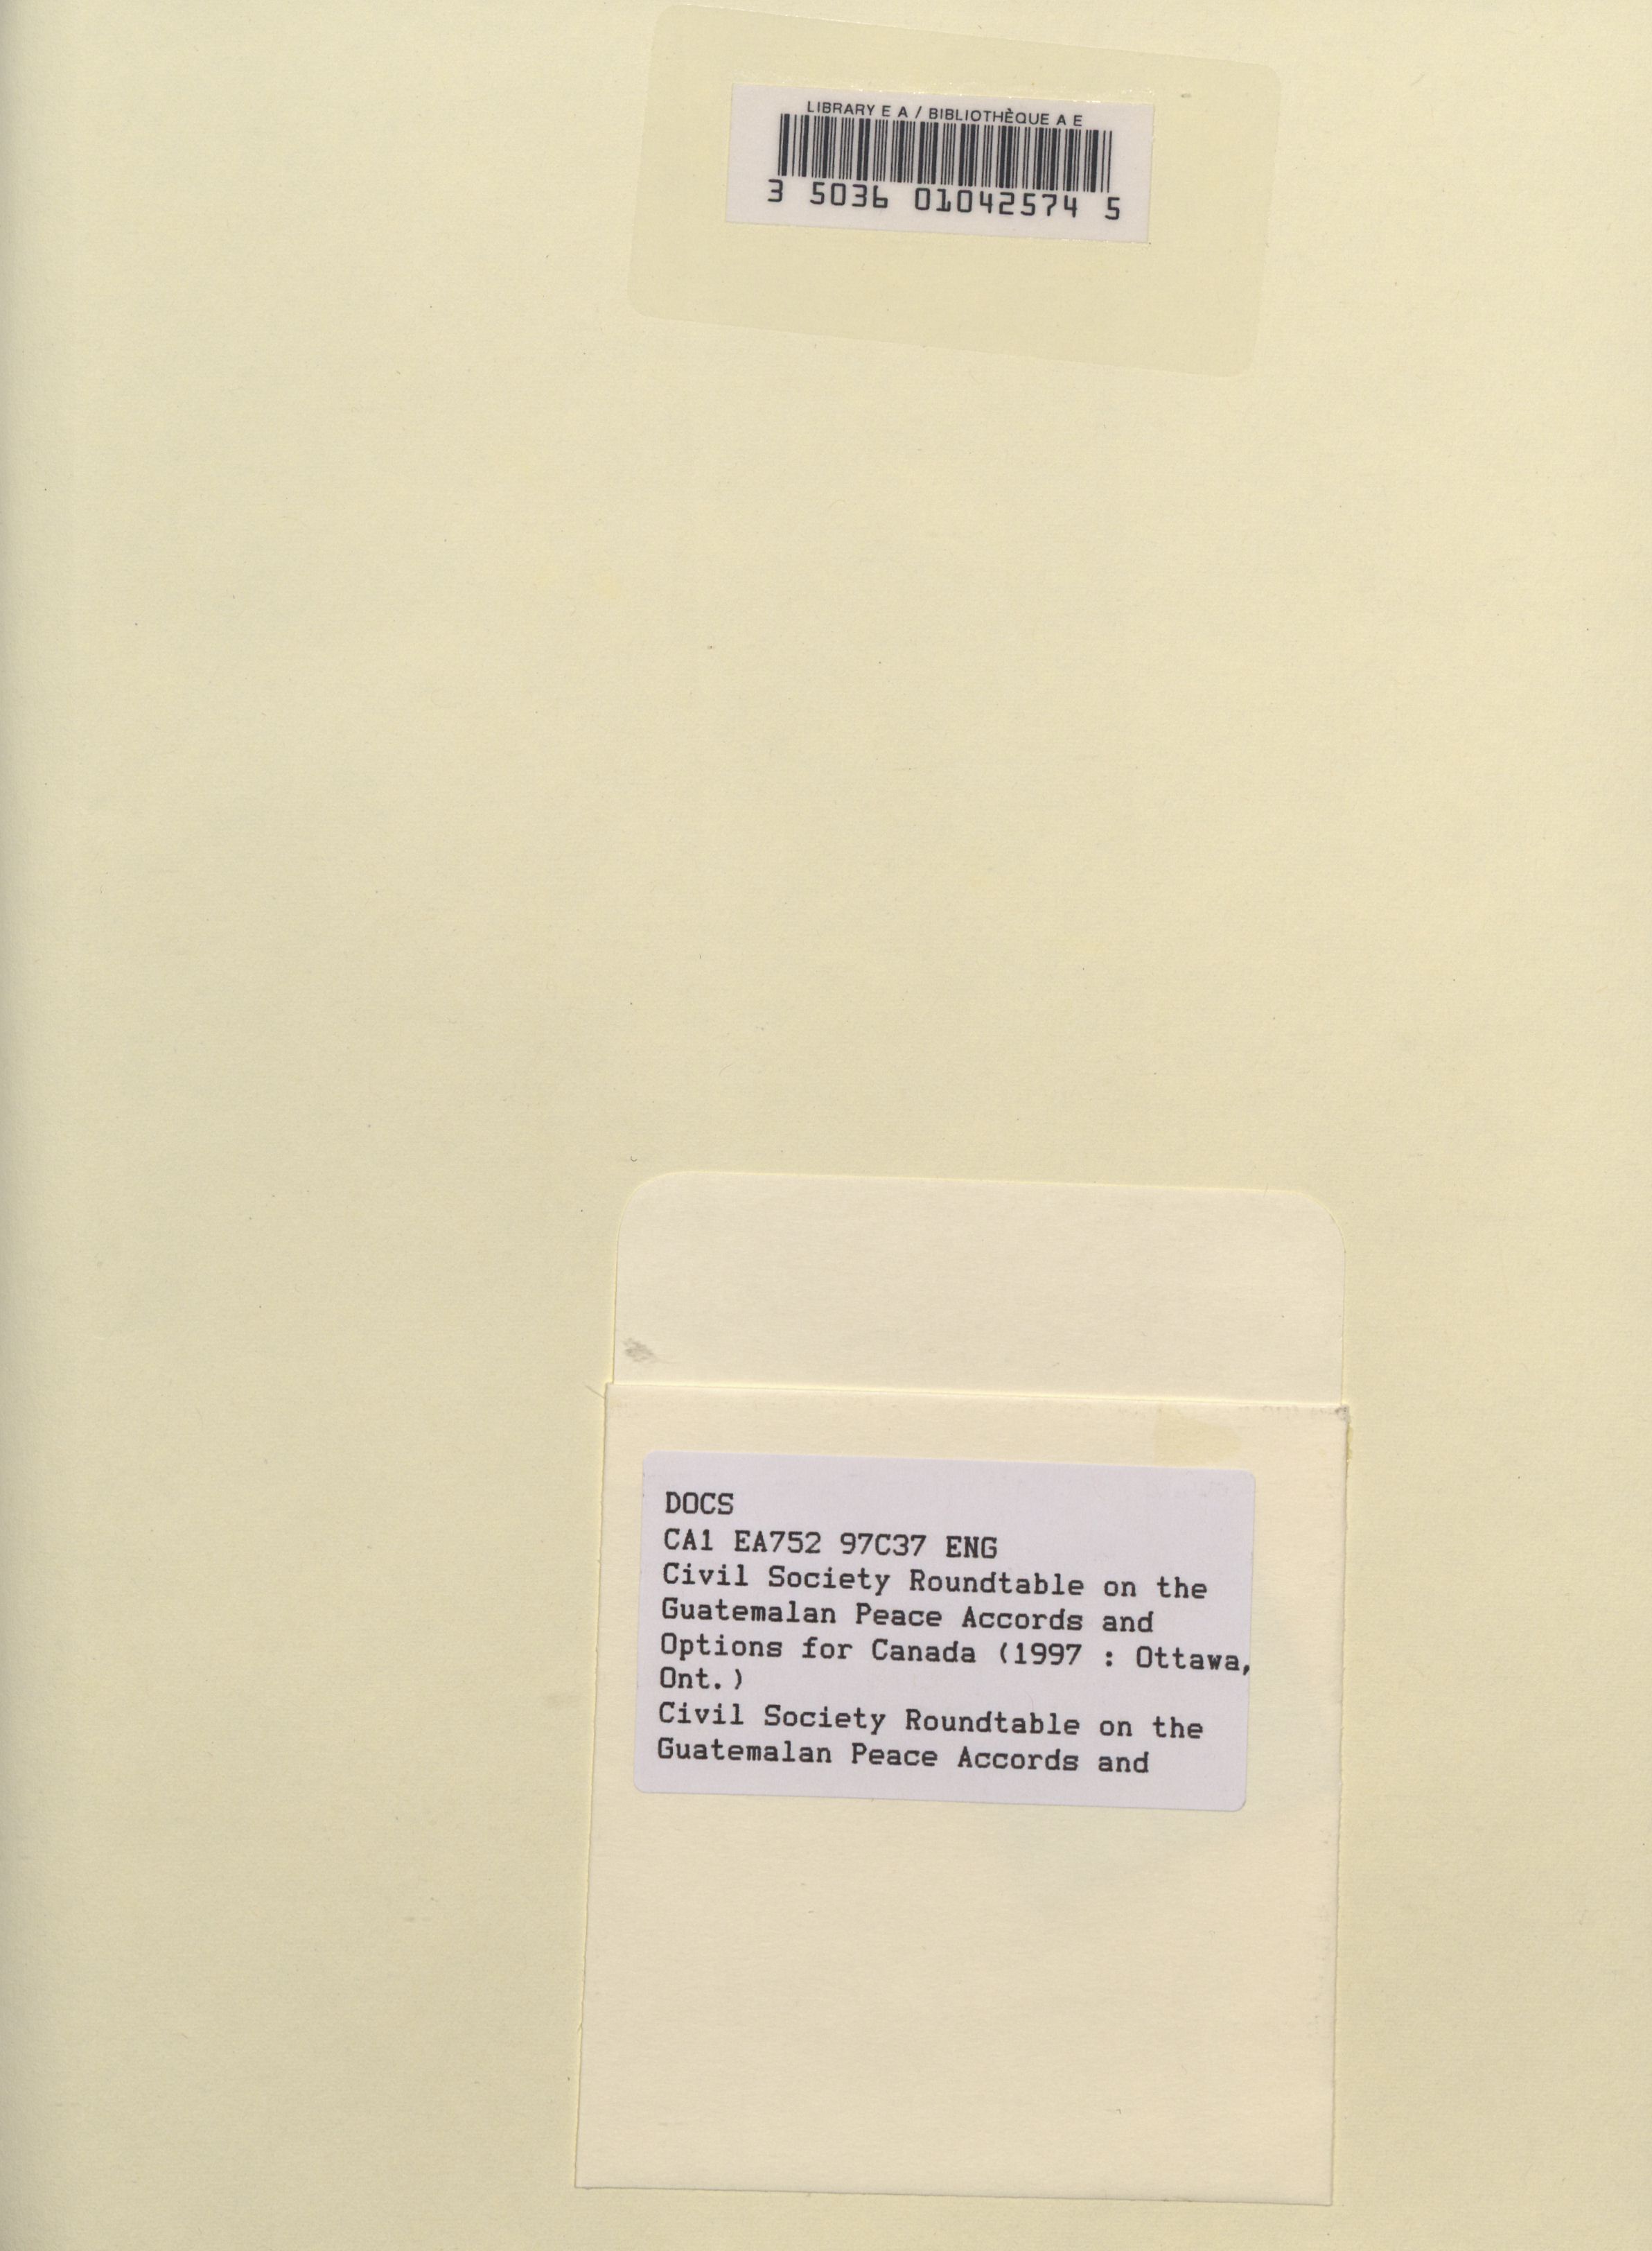 LIBRARY E A / BIBLIOTHÈQUE A E
3 5036 01042574 5
DOCS
CA1 EA752 97C37 ENG
Civil Society Roundtable on the
Guatemalan Peace Accords and
Options for Canada (1997 : Ottawa,
Ont.)
Civil Society Roundtable on the
Guatemalan Peace Accords and